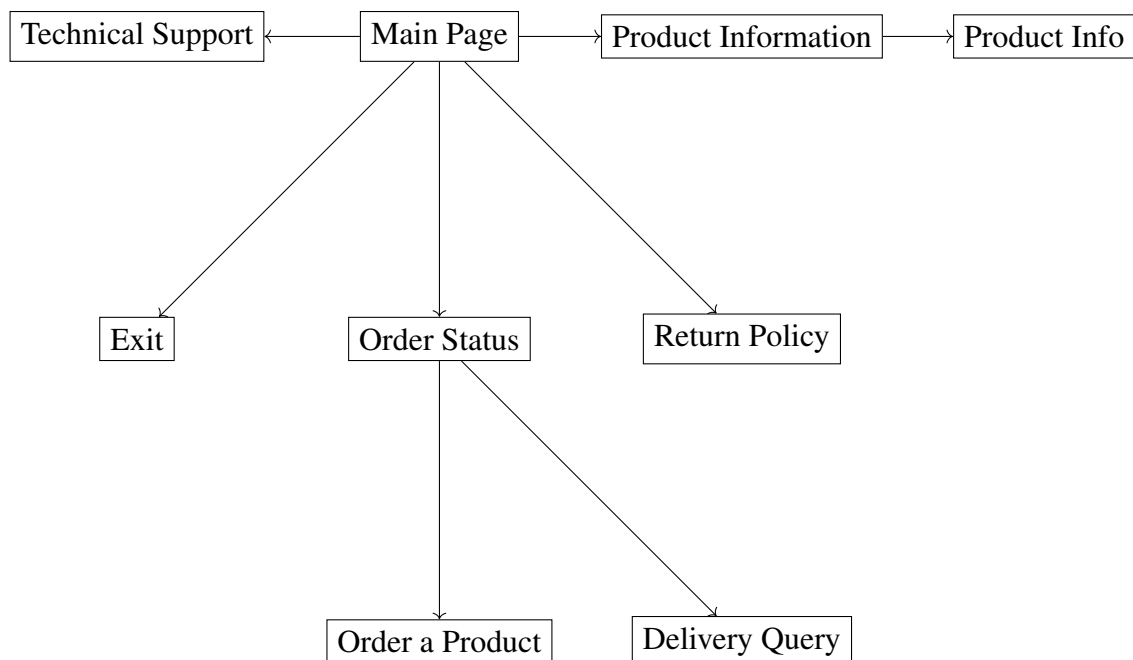 Technical Support
Main Page
Product Information
Product Info
Exit
Order Status
Return Policy
Order a Product
Delivery Query